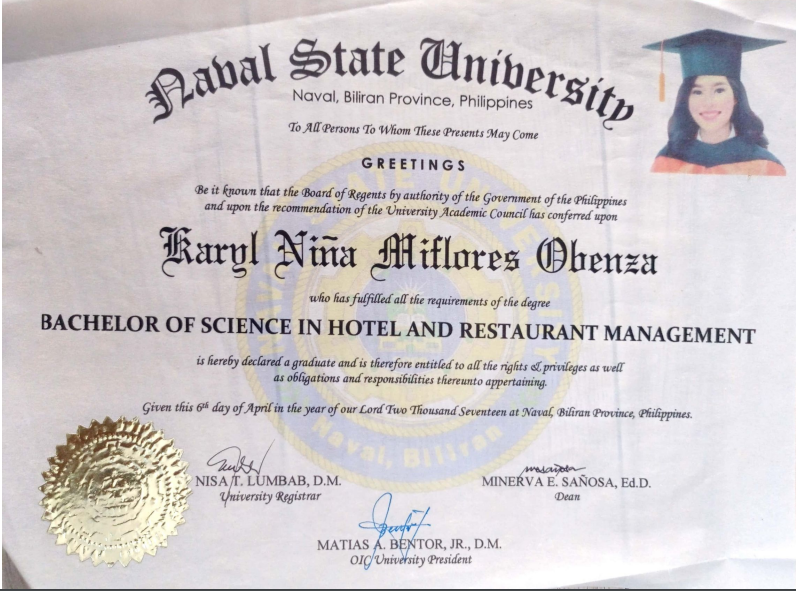 Naval State University
Naval, Biliran Province, Philippines
To All Persons To Whom These Presents May Come
GREETINGS
Be it known that the Board of Regents by authority of the Government of the Philippines
and upon the recommendation of the University Academic Council has conferred upon
Karyl Niña Miflores Obenza
who has fulfilled all the requirements of the degree
BACHELOR OF SCIENCE IN HOTEL AND RESTAURANT MANAGEMENT
is hereby declared a graduate and is therefore entitled to all the rights & privileges as well
as obligations and responsibilities thereunto appertaining.
Given this 6th day of April in the year of our Lord Two Thousand Seventeen at Naval, Biliran Province, Philippines.
Naval, Biliran
NISA T. LUMBAB, D.M.
University Registrar
MINERVA E. SAÑOSA, Ed.D.
Dean
MATIAS A. BENTOR, JR., D.M.
OIC University President